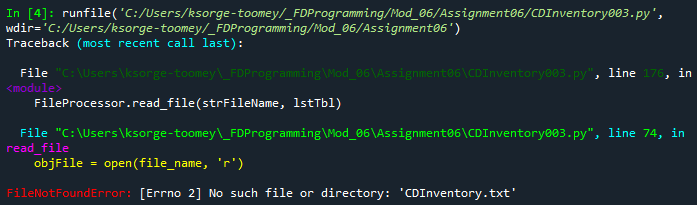 In [4]: runfile('C:/Users/ksorge-toomey/_FDProgramming/Mod_06/Assignment06/CDInventory003.py',
wdir='C:/Users/ksorge-toomey/_FDProgramming/Mod_06/Assignment06')
Traceback (most recent call last):
File "C:\Users\ksorge-toomey\_FDProgramming\Mod_06\Assignment06\CDInventory003.py", line 176, in
<module>
FileProcessor.read_file(strFileName, lstTbl)
File "C:\Users\ksorge-toomey\_FDProgramming\Mod_06\Assignment06\CDInventory003.py", line 74, in
read_file
objFile = open(file_name, 'r')
FileNotFoundError: [Errno 2] No such file or directory: 'CDInventory.txt'